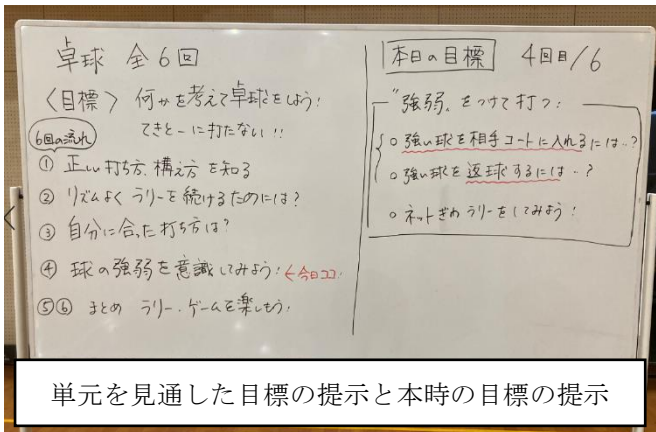 卓球 全6回
〈目標〉 何かを考えて卓球をしよう!
てきとーに打たない!!
6回の流れ
① 正しい打ち方、構え方を知る
② リズムよくラリーを続けるためには?
③ 自分に合った打ち方は?
④ 球の強弱を意識してみよう! ←今日ココ!
⑤⑥ まとめ ラリー・ゲームを楽しもう!
本日の目標 4回目/6
"強弱"をつけて打つ!
○ 強い球を相手コートに入れるには…?
○ 強い球を返球するには…?
○ ネットぎわラリーをしてみよう!
単元を見通した目標の提示と本時の目標の提示